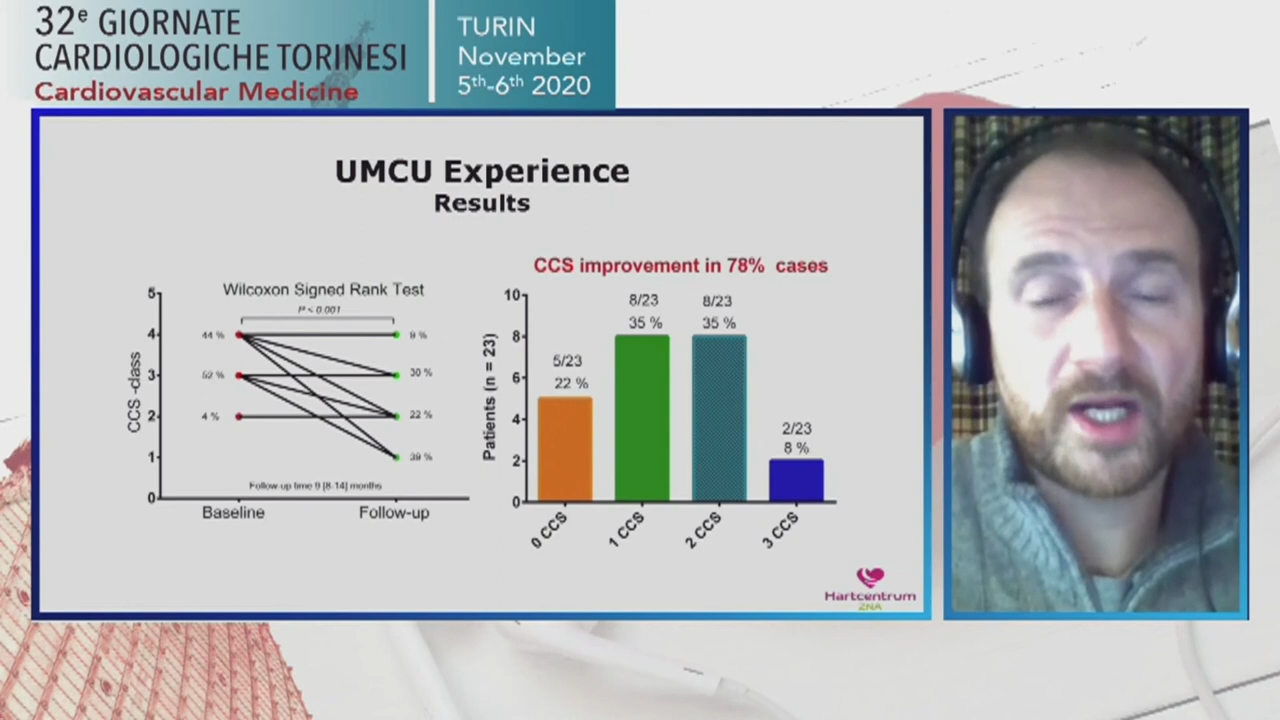 32e GIORNATE
CARDIOLOGICHE TORINESI
Cardiovascular Medicine
TURIN
November
5th-6th 2020
UMCU Experience
Results
Wilcoxon Signed Rank Test
P < 0.001
5
4
3
2
1
0
CCS -class
44 %
52 %
4 %
9 %
30 %
22 %
39 %
Follow-up time 9 [8-14] months
Baseline
Follow-up
CCS improvement in 78% cases
10
8
6
4
2
0
Patients (n = 23)
5/23
22 %
8/23
35 %
8/23
35 %
2/23
8 %
0 CCS
1 CCS
2 CCS
3 CCS
Hartcentrum
ZNA